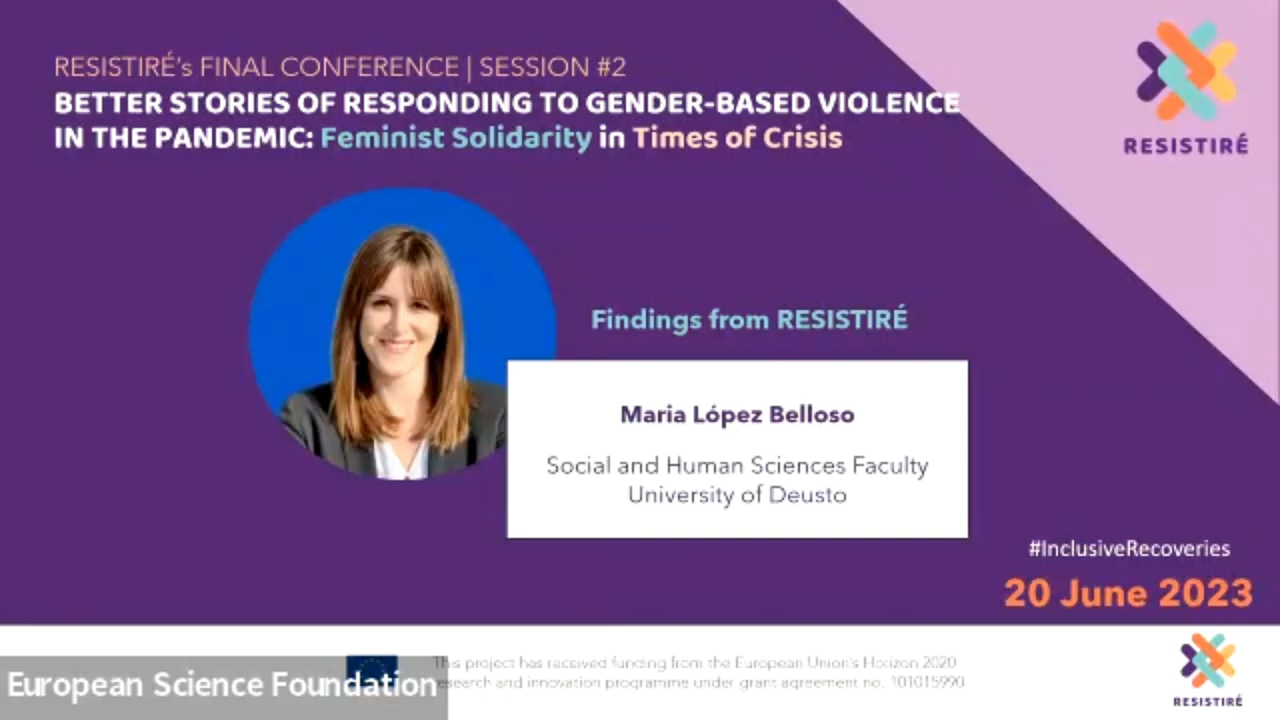 RESISTIRÉ's FINAL CONFERENCE | SESSION #2
BETTER STORIES OF RESPONDING TO GENDER-BASED VIOLENCE
IN THE PANDEMIC: Feminist Solidarity in Times of Crisis
RESISTIRÉ
Findings from RESISTIRÉ
Maria López Belloso
Social and Human Sciences Faculty
University of Deusto
#InclusiveRecoveries
20 June 2023
This project has received funding from the European Union's Horizon 2020
research and innovation programme under grant agreement no. 101015990
European Science Foundation
RESISTIRÉ